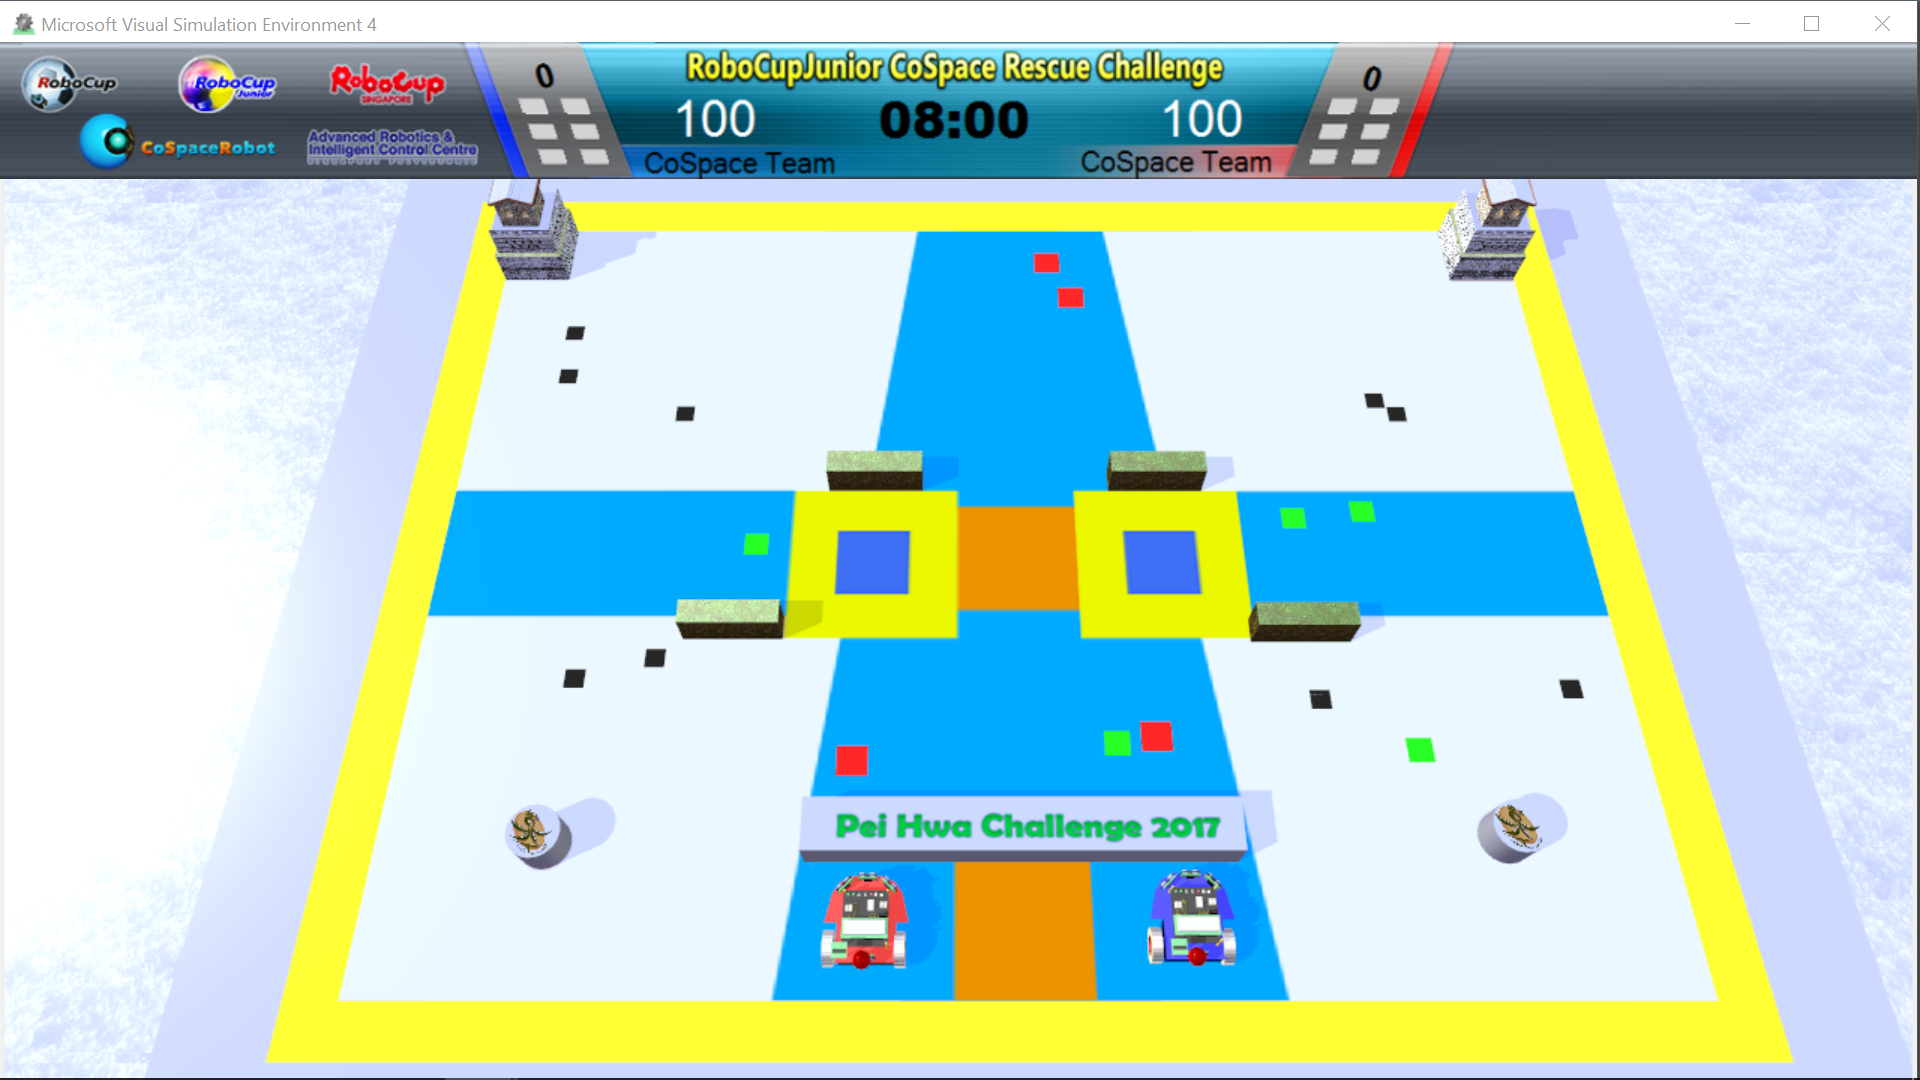 Microsoft Visual Simulation Environment 4
RoboCup
RoboCup Junior
RoboCup SINGAPORE
CoSpaceRobot
Advanced Robotics &
Intelligent Control Centre
0
RoboCupJunior CoSpace Rescue Challenge
0
100
08:00
100
CoSpace Team
CoSpace Team
Pei Hwa Challenge 2017